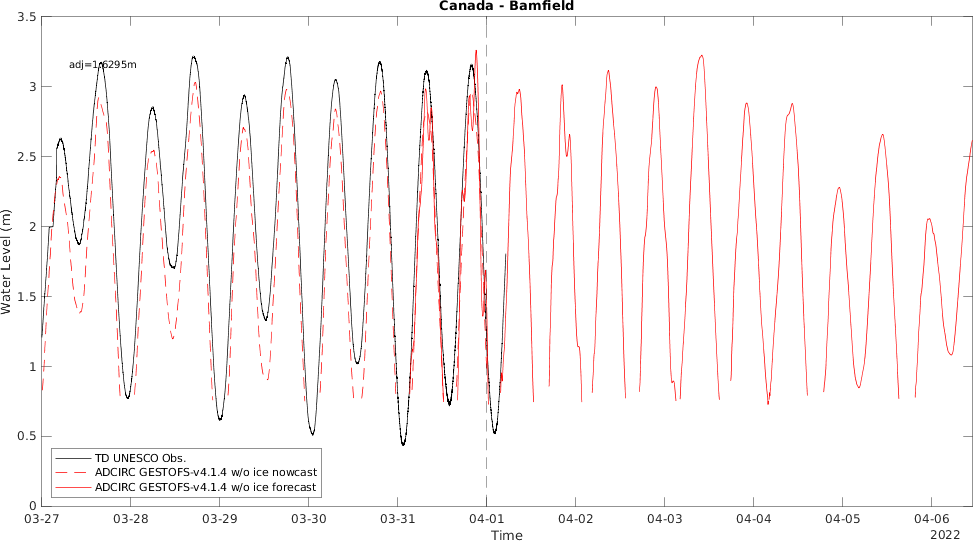 Canada - Bamfield
3.5
adj=1.6295m
3
2.5
2
1.5
1
0.5
0
Water Level (m)
TD UNESCO Obs.
ADCIRC GESTOFS-v4.1.4 w/o ice nowcast
ADCIRC GESTOFS-v4.1.4 w/o ice forecast
03-27 03-28 03-29 03-30 03-31 04-01 04-02 04-03 04-04 04-05 04-06
Time 2022